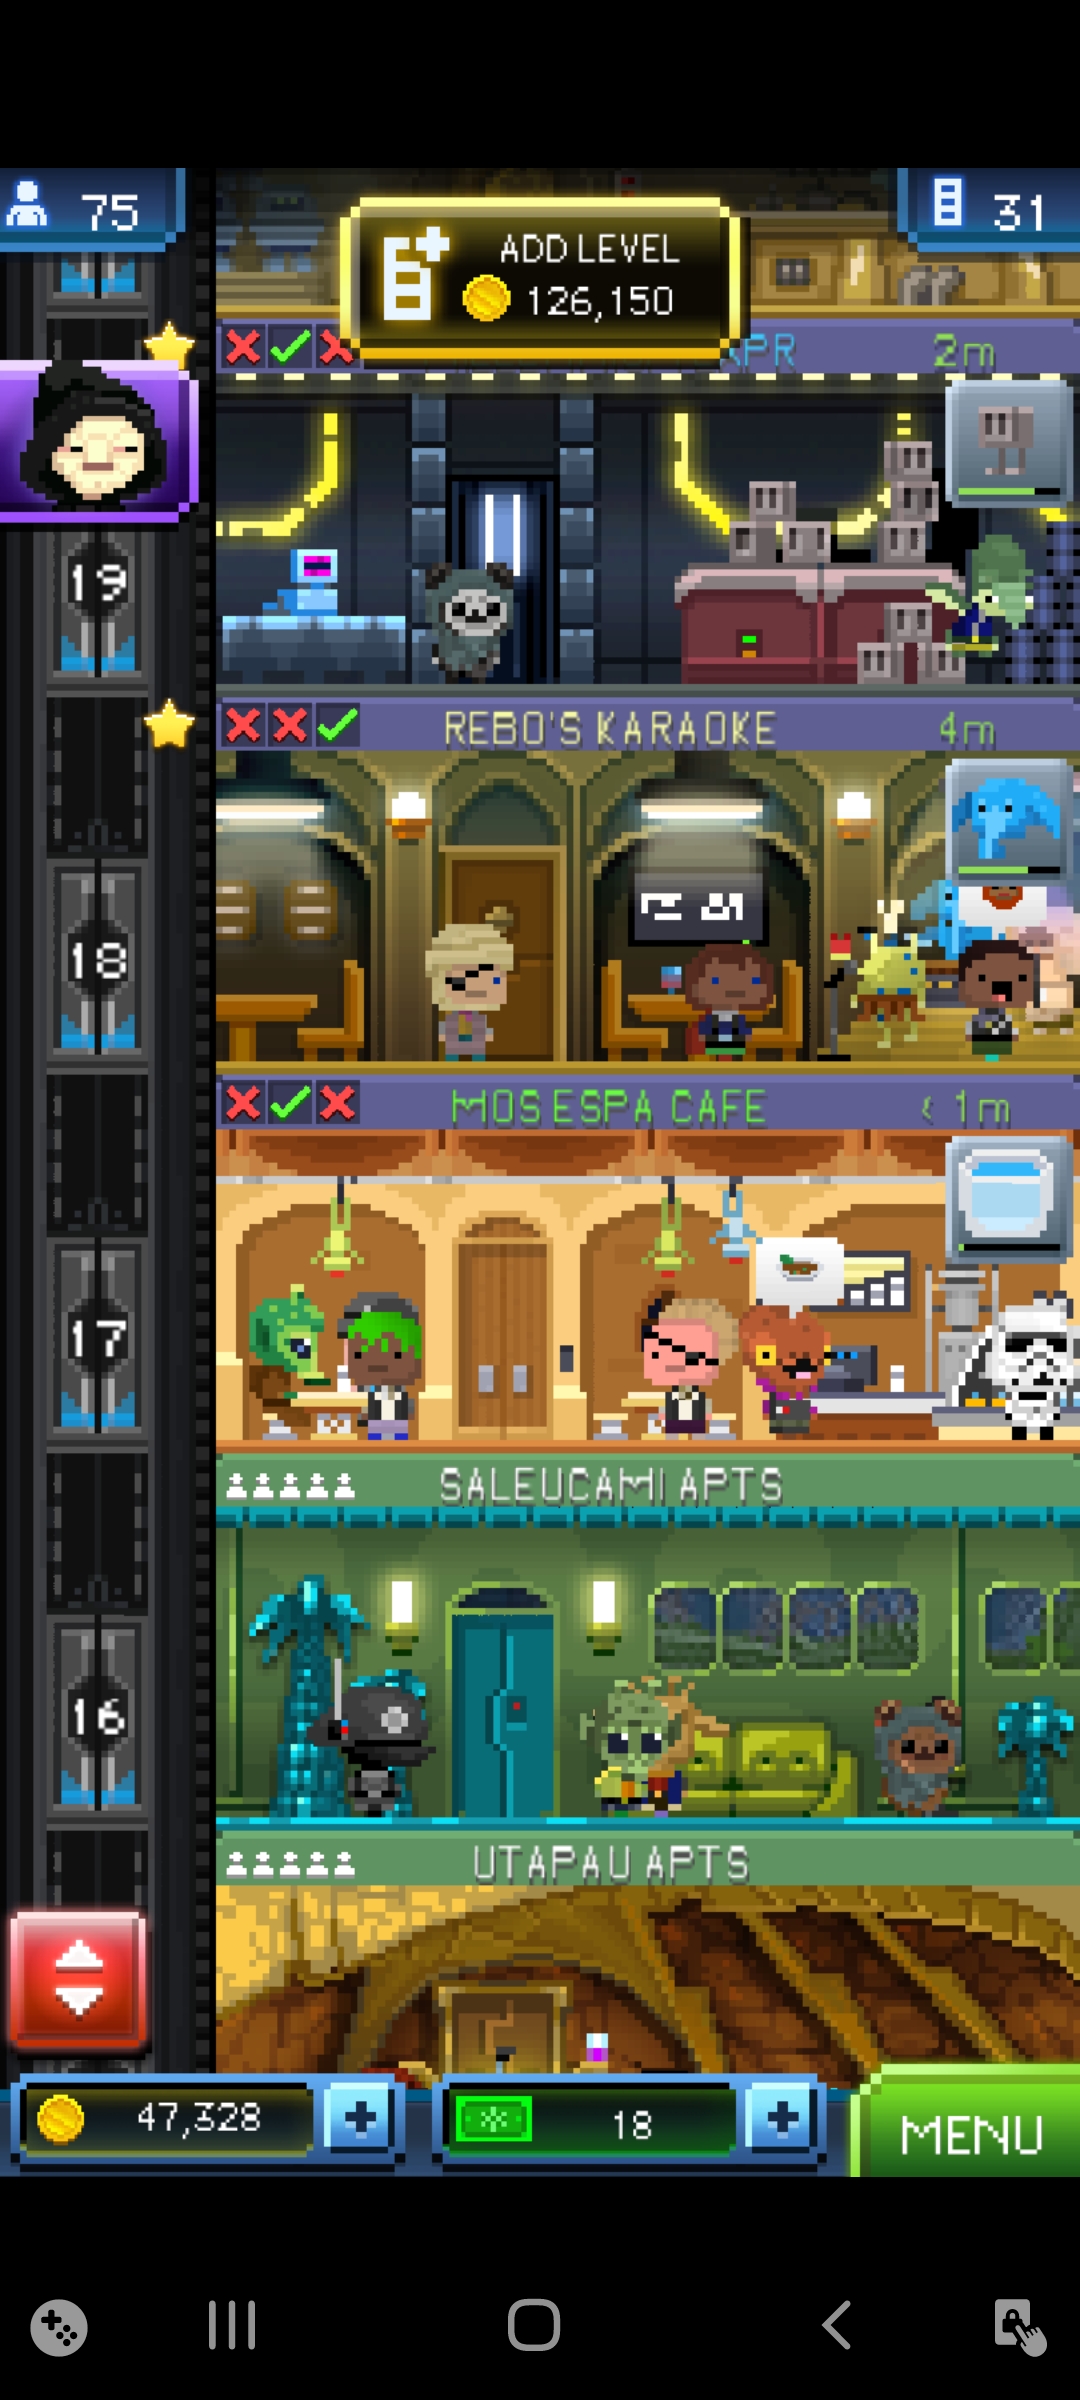 75
ADD LEVEL
126,150
31
2m
19
REBO'S KARAOKE
4m
18
MOS ESPA CAFE
< 1m
17
SALEUCAMI APTS
16
UTAPAU APTS
47,328
18
MENU